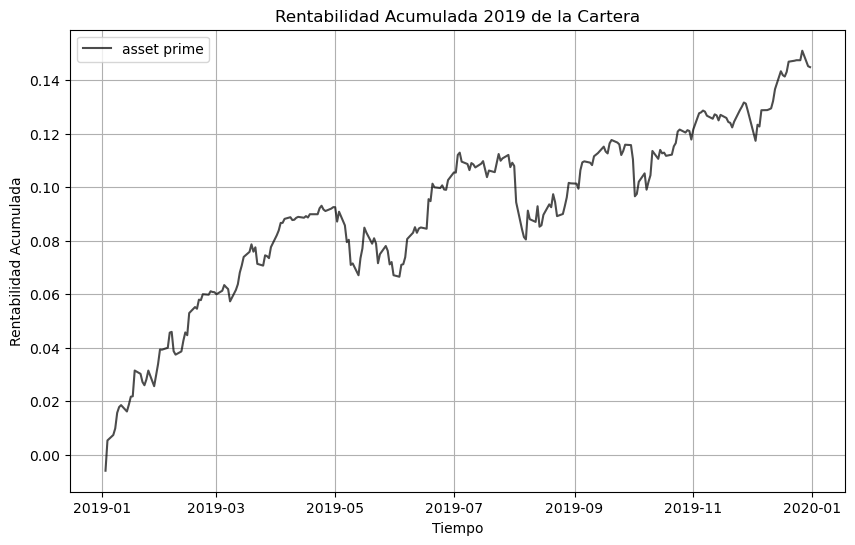 Rentabilidad Acumulada 2019 de la Cartera
asset prime
Rentabilidad Acumulada
0.14
0.12
0.10
0.08
0.06
0.04
0.02
0.00
2019-01 2019-03 2019-05 2019-07 2019-09 2019-11 2020-01
Tiempo